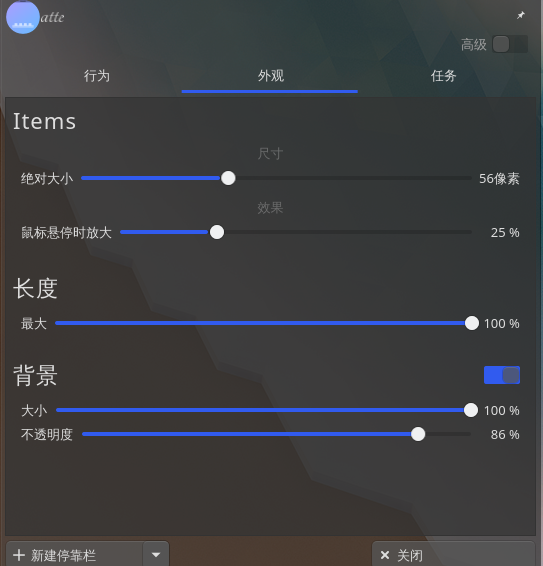 atte
高级
行为 外观 任务
Items
尺寸
绝对大小 56像素
效果
鼠标悬停时放大 25 %
长度
最大 100 %
背景
大小 100 %
不透明度 86 %
新建停靠栏 关闭